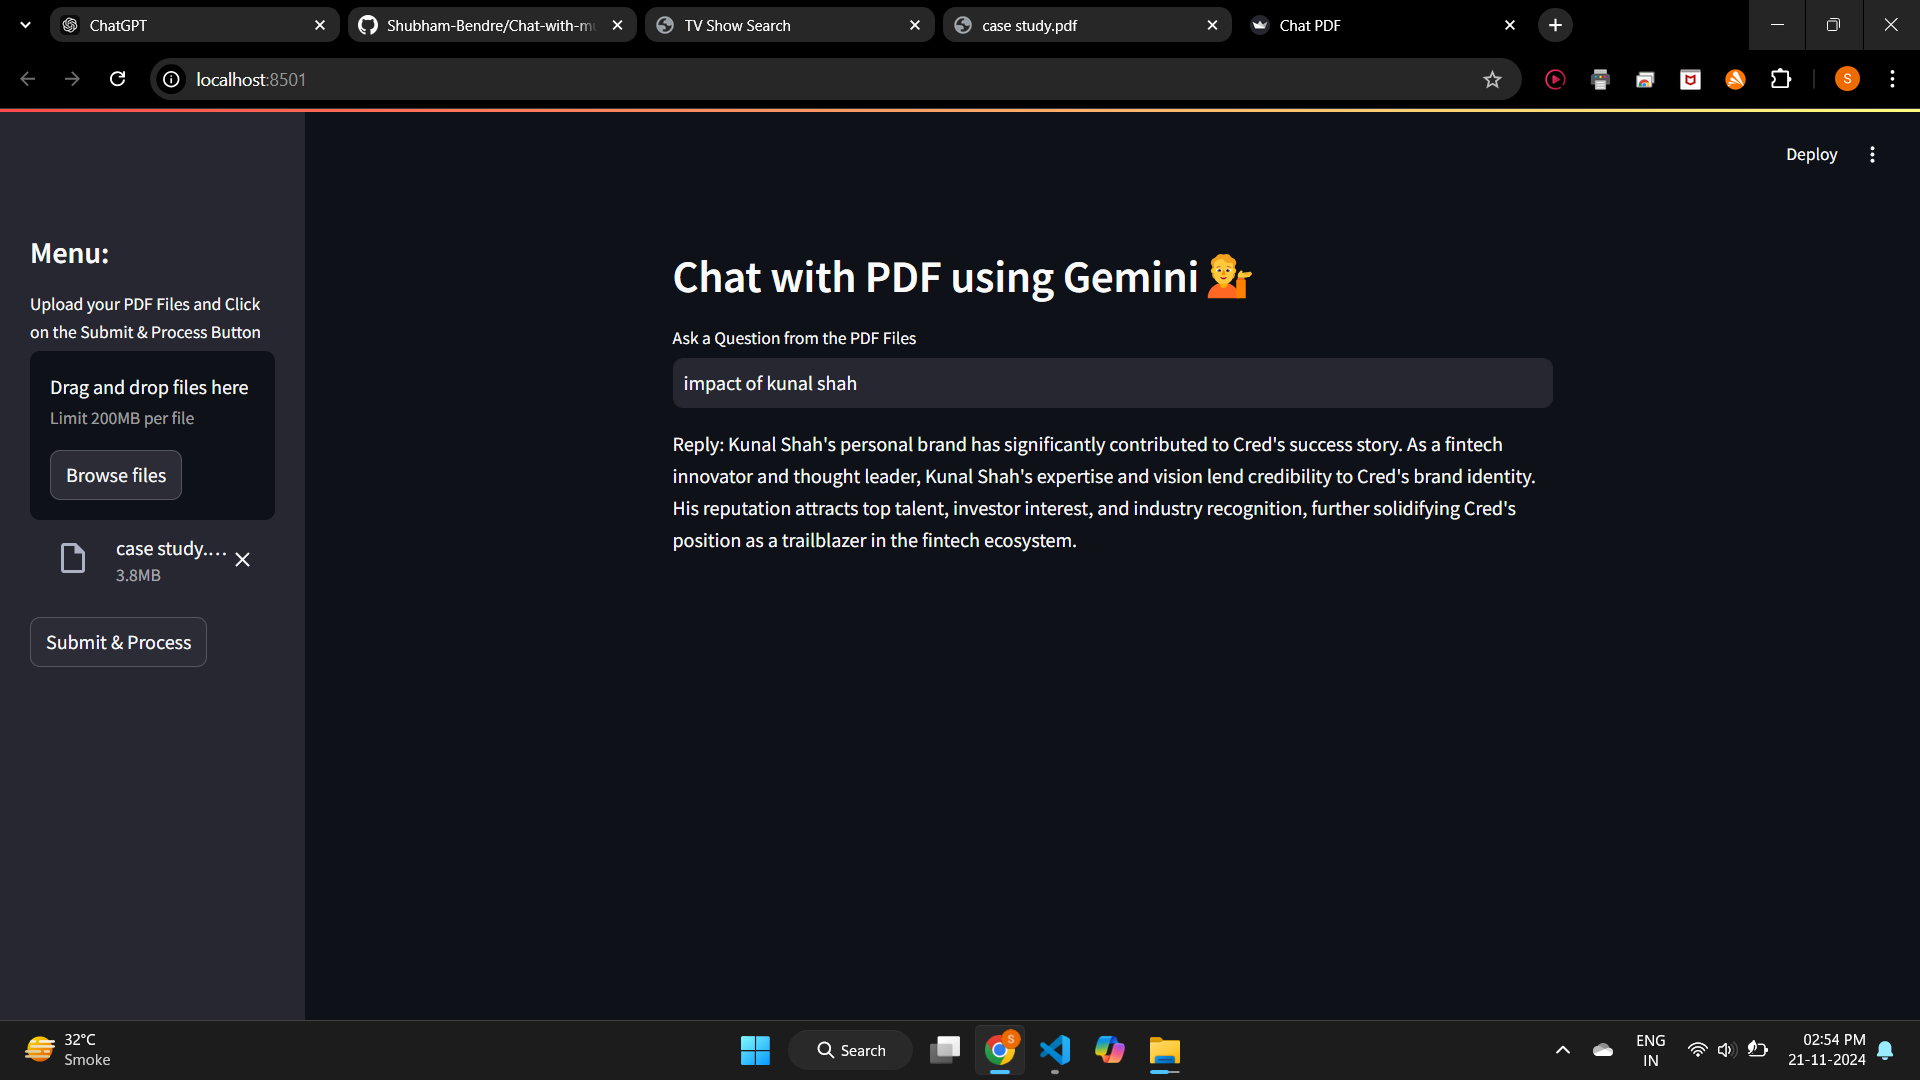 ChatGPT
Shubham-Bendre/Chat-with-mu
TV Show Search
case study.pdf
Chat PDF
localhost:8501
S
Deploy
Menu:
Upload your PDF Files and Click
on the Submit & Process Button
Drag and drop files here
Limit 200MB per file
Browse files
case study....
3.8MB
Submit & Process
Chat with PDF using Gemini
Ask a Question from the PDF Files
impact of kunal shah
Reply: Kunal Shah's personal brand has significantly contributed to Cred's success story. As a fintech
innovator and thought leader, Kunal Shah's expertise and vision lend credibility to Cred's brand identity.
His reputation attracts top talent, investor interest, and industry recognition, further solidifying Cred's
position as a trailblazer in the fintech ecosystem.
32°C
Smoke
Search
S
ENG
IN
02:54 PM
21-11-2024